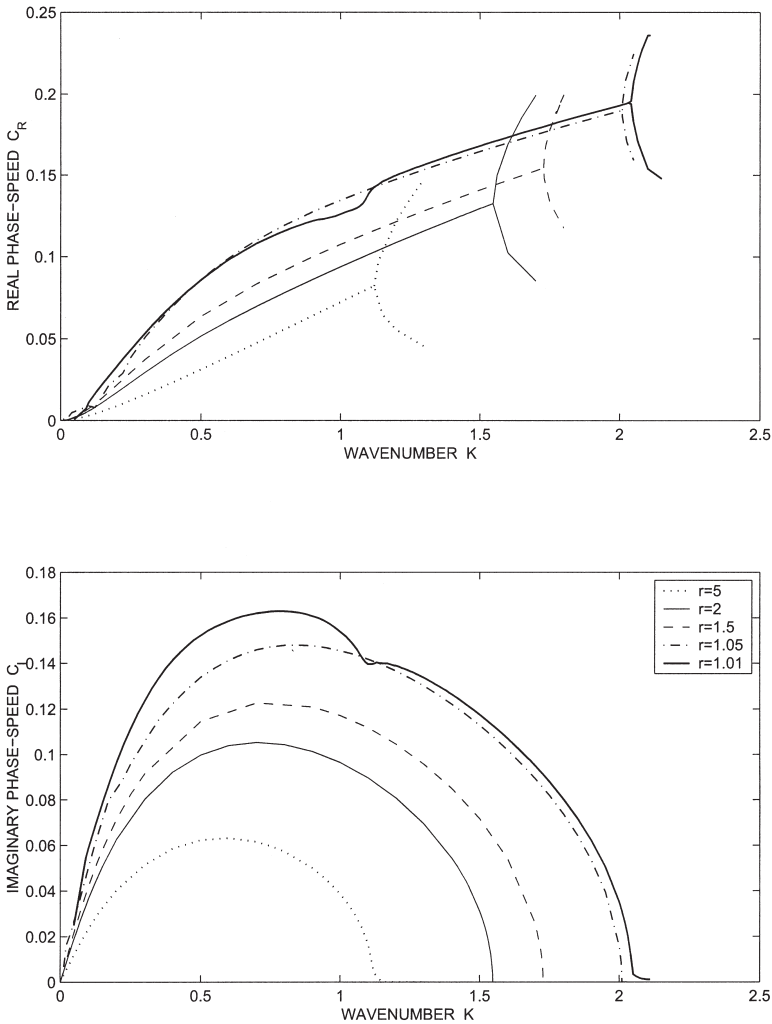 0.25
0.2
0.15
0.1
0.05
0
REAL PHASE-SPEED C_R
0 0.5 1 1.5 2 2.5
WAVENUMBER K
0.18
0.16
0.14
0.12
0.1
0.08
0.06
0.04
0.02
0
IMAGINARY PHASE-SPEED C_I
r=5
r=2
r=1.5
r=1.05
r=1.01
0 0.5 1 1.5 2 2.5
WAVENUMBER K